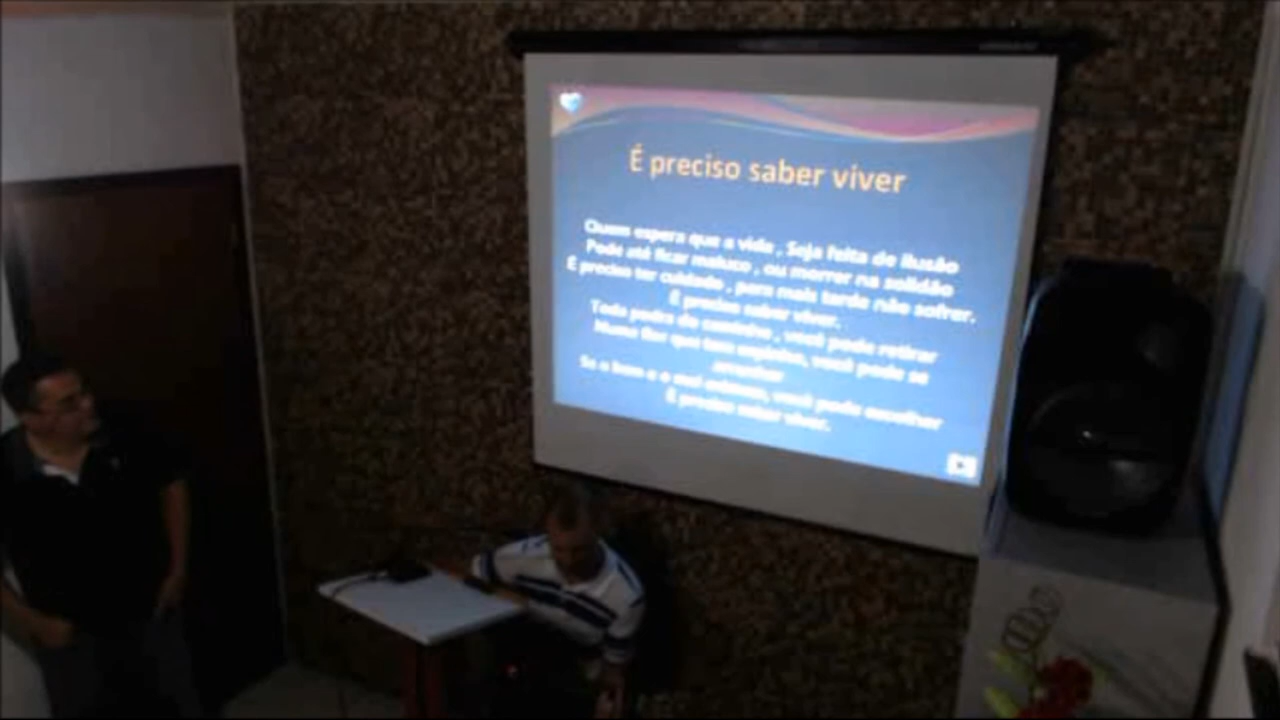 É preciso saber viver
Quem espera que a vida , Seja feita de ilusão
Pode até ficar maluco , ou morrer na solidão
É preciso ter cuidado , para mais tarde não sofrer.
É preciso saber viver.
Toda pedra do caminho , você pode retirar
Numa flor que tem espinho, você pode se
arranhar
Se o bem e o mal existem, você pode escolher
É preciso saber viver.